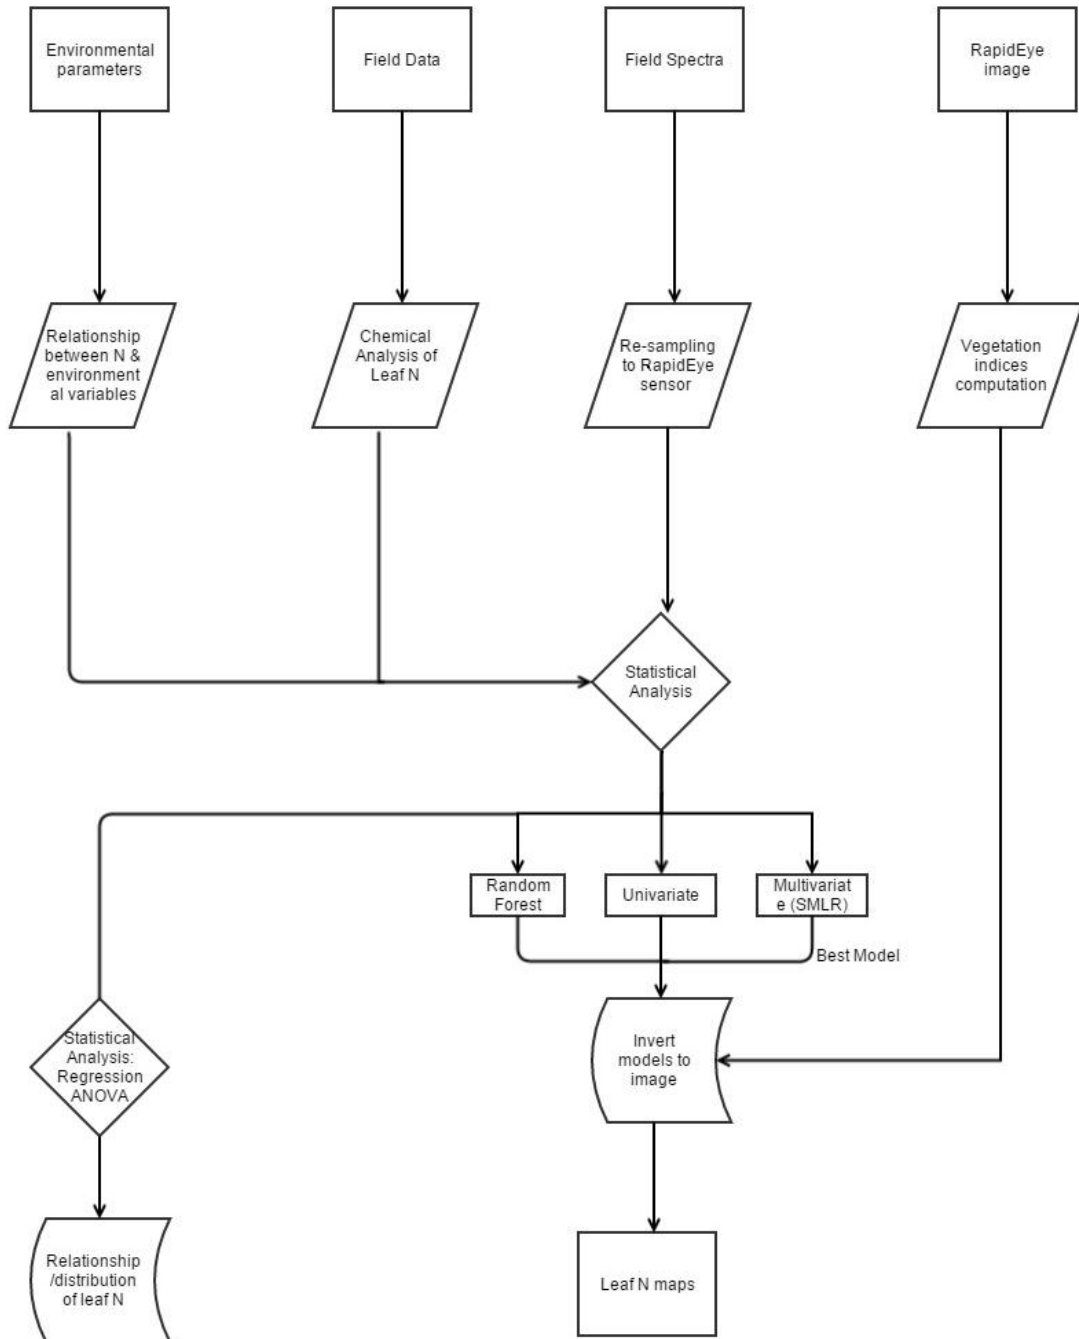 Environmental
parameters
Field Data
Field Spectra
RapidEye
image
Relationship
between N &
environment
al variables
Chemical
Analysis of
Leaf N
Re-sampling
to RapidEye
sensor
Vegetation
indices
computation
Statistical
Analysis
Random
Forest
Univariate
Multivariat
e (SMLR)
Best Model
Statistical
Analysis:
Regression
ANOVA
Invert
models to
image
Relationship
/distribution
of leaf N
Leaf N maps